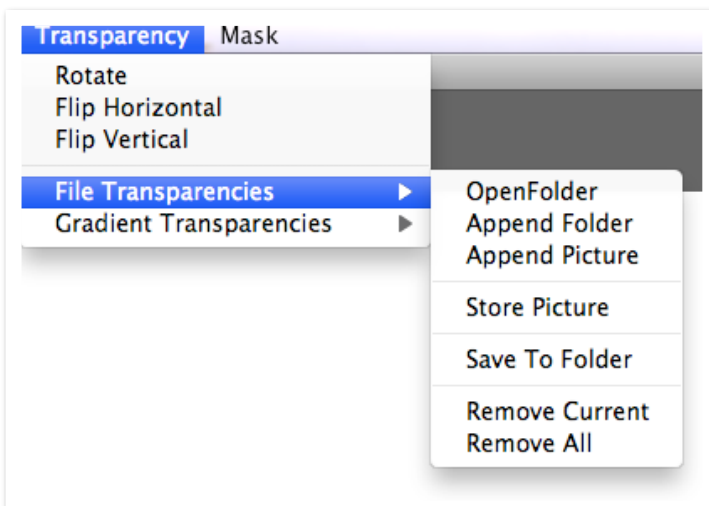 Transparency Mask
Rotate
Flip Horizontal
Flip Vertical
File Transparencies
Gradient Transparencies
OpenFolder
Append Folder
Append Picture
Store Picture
Save To Folder
Remove Current
Remove All